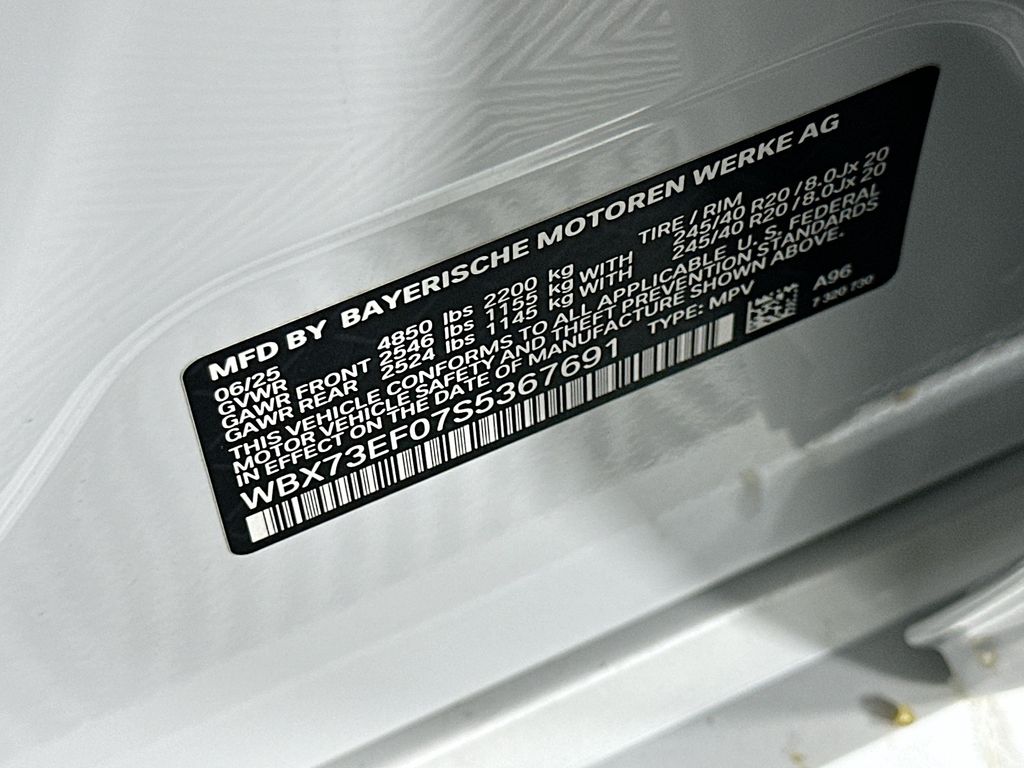 MFD BY BAYERISCHE MOTOREN WERKE AG
06/25 TIRE / RIM
GVWR 4850 lbs 2200 kg
GAWR FRONT 2546 lbs 1155 kg WITH 245/40 R20 / 8.0Jx 20
GAWR REAR 2524 lbs 1145 kg WITH 245/40 R20 / 8.0Jx 20
THIS VEHICLE CONFORMS TO ALL APPLICABLE U. S. FEDERAL
MOTOR VEHICLE SAFETY AND THEFT PREVENTION STANDARDS
IN EFFECT ON THE DATE OF MANUFACTURE SHOWN ABOVE.
WBX73EF07S5367691 TYPE: MPV
A96
7 320 730